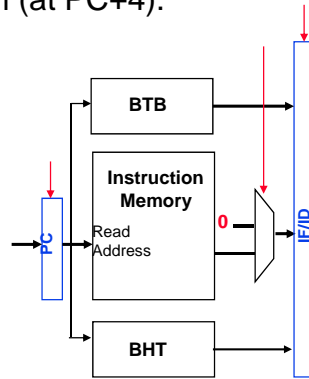 (at PC+4).
BTB
Instruction
Memory
0
Read
Address
PC
IF/ID
BHT